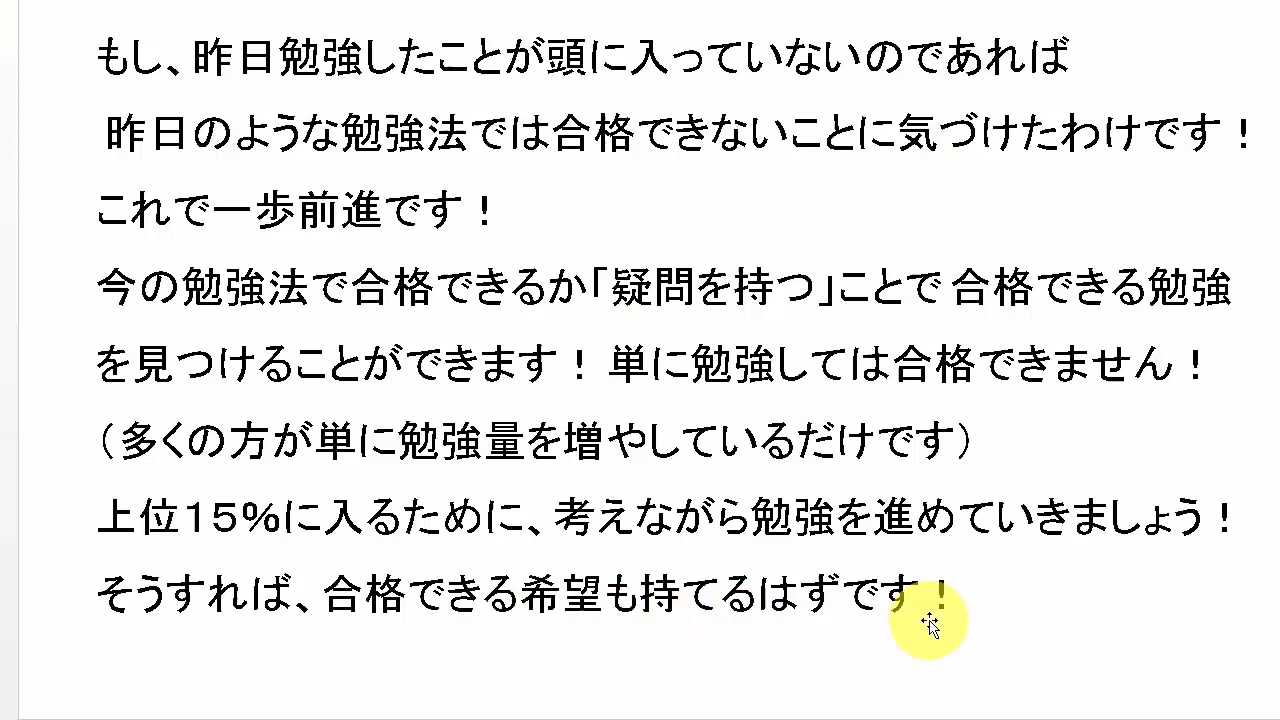 もし、昨日勉強したことが頭に入っていないのであれば
昨日のような勉強法では合格できないことに気づけたわけです！
これで一歩前進です！
今の勉強法で合格できるか「疑問を持つ」ことで 合格できる勉強
を見つけることができます！ 単に勉強しては合格できません！
（多くの方が単に勉強量を増やしているだけです）
上位１５％に入るために、考えながら勉強を進めていきましょう！
そうすれば、合格できる希望も持てるはずです！